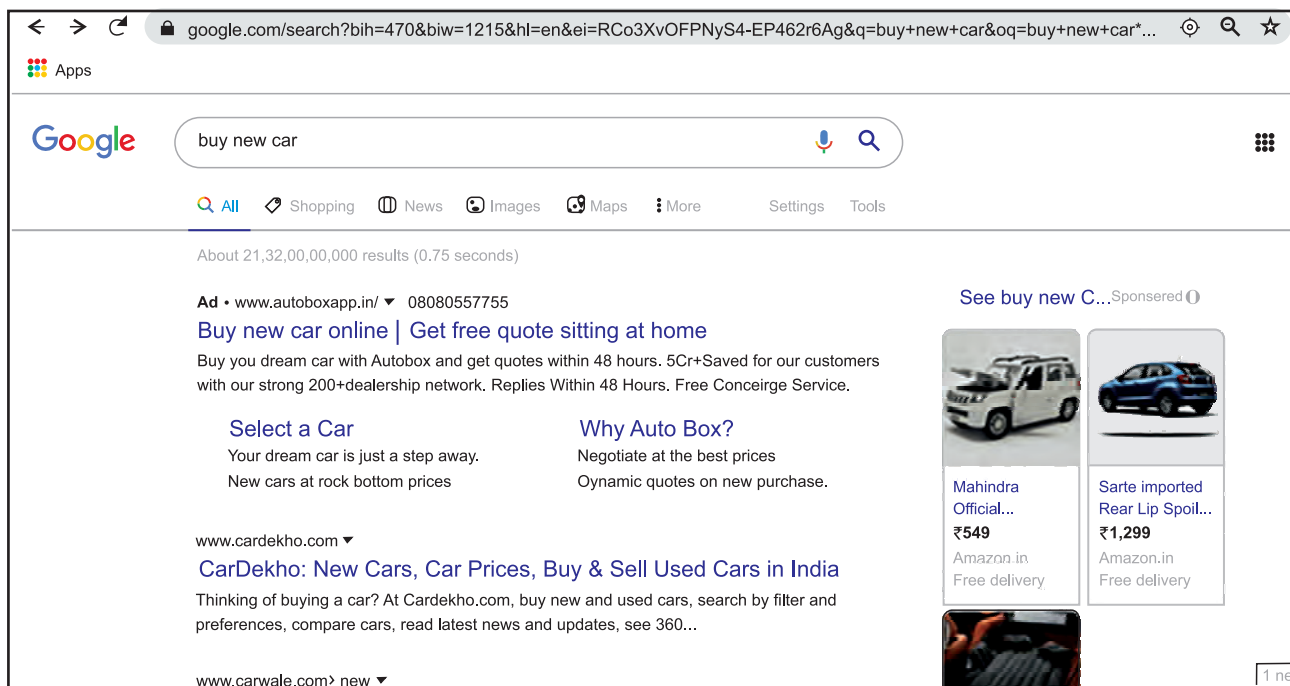 google.com/search?bih=470&biw=1215&hl=en&ei=RCo3XvOFPNyS4-EP462r6Ag&q=buy+new+car&oq=buy+new+car*...
Apps
Google
buy new car
All Shopping News Images Maps More Settings Tools
About 21,32,00,00,000 results (0.75 seconds)
Ad • www.autoboxapp.in/ 08080557755
Buy new car online | Get free quote sitting at home
Buy you dream car with Autobox and get quotes within 48 hours. 5Cr+Saved for our customers
with our strong 200+dealership network. Replies Within 48 Hours. Free Conceirge Service.
Select a Car
Your dream car is just a step away.
New cars at rock bottom prices
Why Auto Box?
Negotiate at the best prices
Oynamic quotes on new purchase.
www.cardekho.com
CarDekho: New Cars, Car Prices, Buy & Sell Used Cars in India
Thinking of buying a car? At Cardekho.com, buy new and used cars, search by filter and
preferences, compare cars, read latest news and updates, see 360...
www.carwale.com› new
See buy new C... Sponsored
Mahindra
Official...
₹549
Amazon.in
Free delivery
Sarte imported
Rear Lip Spoil...
₹1,299
Amazon.in
Free delivery
1 ne